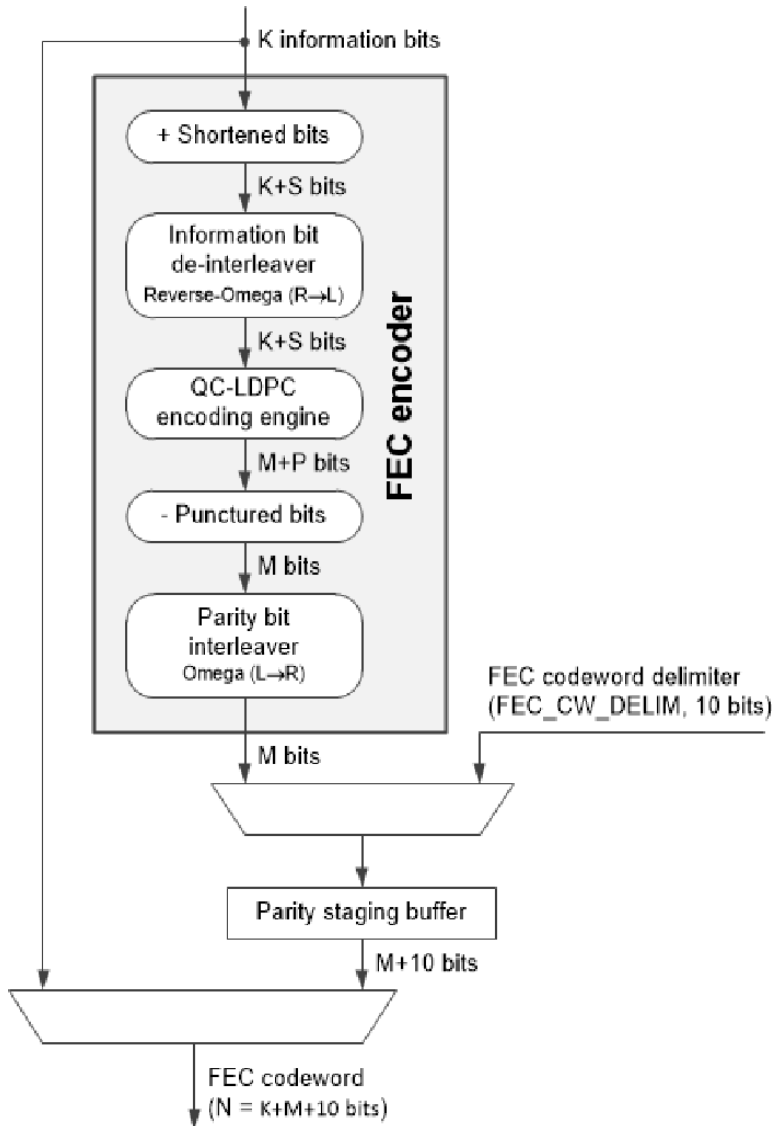 K information bits
+ Shortened bits
K+S bits
Information bit
de-interleaver
Reverse-Omega (R→L)
K+S bits
QC-LDPC
encoding engine
M+P bits
- Punctured bits
M bits
Parity bit
interleaver
Omega (L→R)
FEC encoder
FEC codeword delimiter
(FEC_CW_DELIM, 10 bits)
M bits
Parity staging buffer
M+10 bits
FEC codeword
(N = K+M+10 bits)